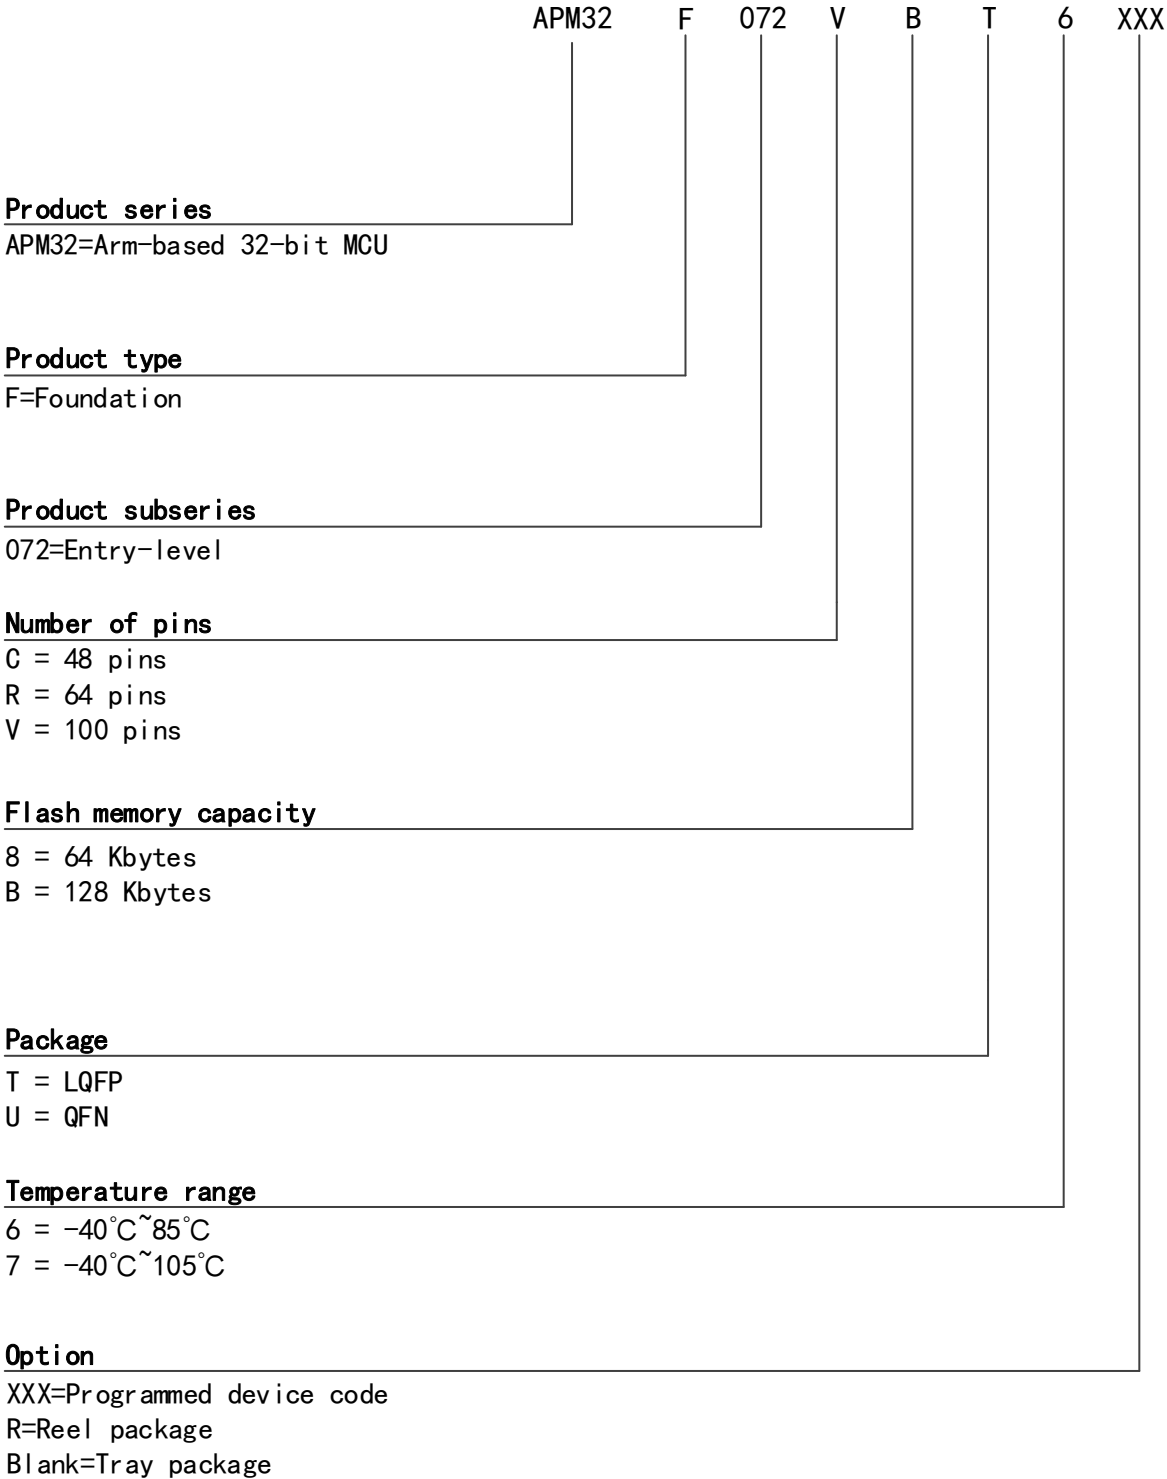 APM32 F 072 V B T 6 XXX
Product series
APM32=Arm-based 32-bit MCU
Product type
F=Foundation
Product subseries
072=Entry-level
Number of pins
C = 48 pins
R = 64 pins
V = 100 pins
Flash memory capacity
8 = 64 Kbytes
B = 128 Kbytes
Package
T = LQFP
U = QFN
Temperature range
6 = -40℃~85℃
7 = -40℃~105℃
Option
XXX=Programmed device code
R=Reel package
Blank=Tray package